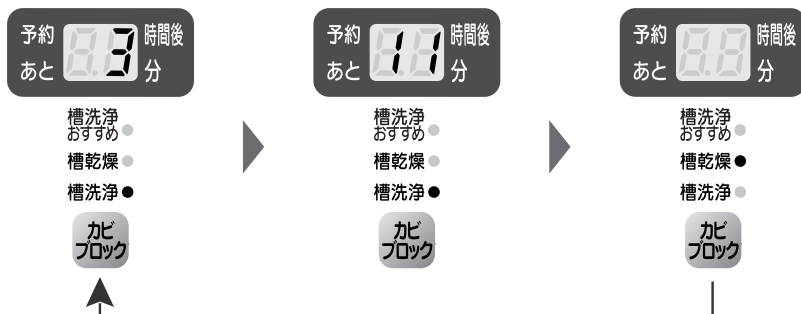 予約 3 時間後
あと 分
槽洗浄
おすすめ
槽乾燥
槽洗浄
カビ
ブロック
予約 11 時間後
あと 分
槽洗浄
おすすめ
槽乾燥
槽洗浄
カビ
ブロック
予約 時間後
あと 分
槽洗浄
おすすめ
槽乾燥
槽洗浄
カビ
ブロック